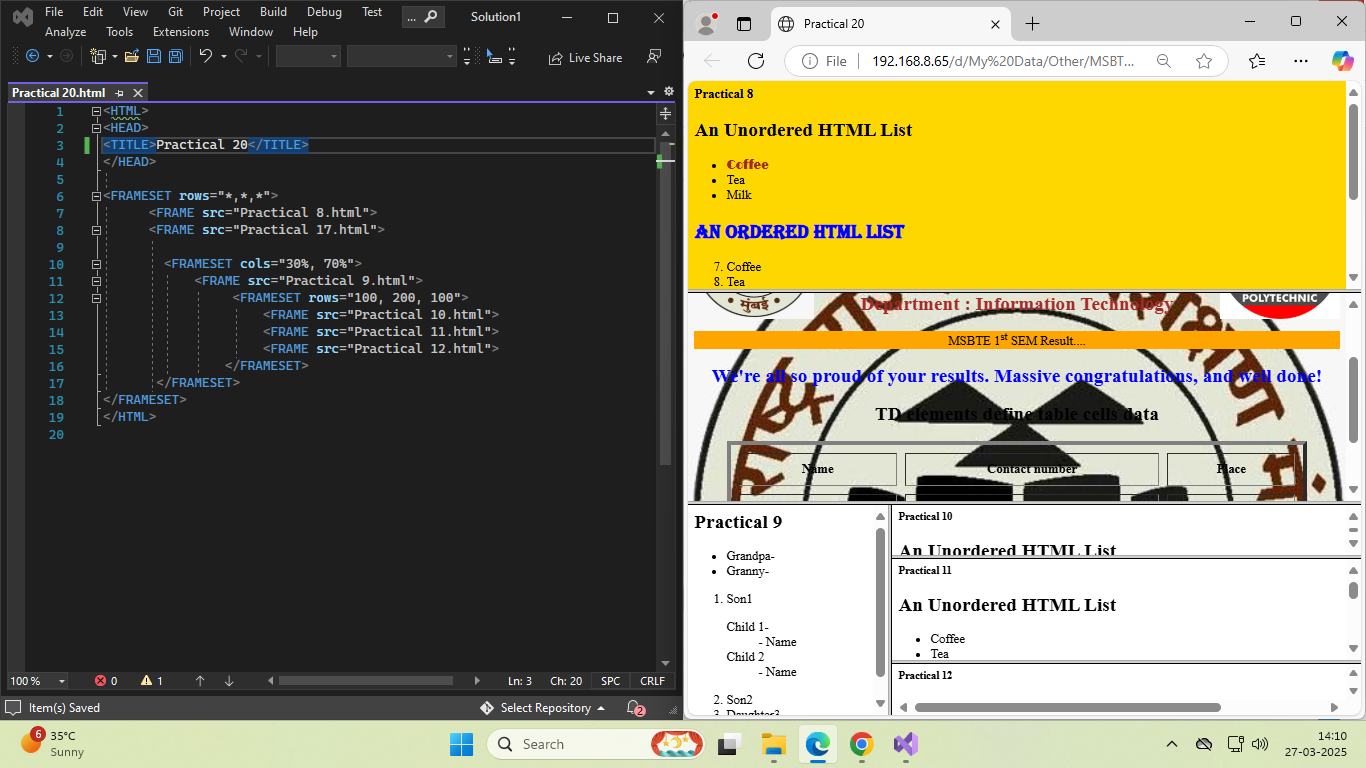 File Edit View Git Project Build Debug Test ... Solution1
Analyze Tools Extensions Window Help
Live Share
Practical 20.html
1 <HTML>
2 <HEAD>
3 <TITLE>Practical 20</TITLE>
4 </HEAD>
5
6 <FRAMESET rows="*,*,*">
7 <FRAME src="Practical 8.html">
8 <FRAME src="Practical 17.html">
9
10 <FRAMESET cols="30%, 70%">
11 <FRAME src="Practical 9.html">
12 <FRAMESET rows="100, 200, 100">
13 <FRAME src="Practical 10.html">
14 <FRAME src="Practical 11.html">
15 <FRAME src="Practical 12.html">
16 </FRAMESET>
17 </FRAMESET>
18 </FRAMESET>
19 </HTML>
20
100 % 0 1 Ln: 3 Ch: 20 SPC CRLF
Item(s) Saved Select Repository 2
Practical 20
File 192.168.8.65/d/My%20Data/Other/MSBT...
Practical 8
An Unordered HTML List
• Coffee
• Tea
• Milk
AN ORDERED HTML LIST
7. Coffee
8. Tea
मुंबई
Department : Information Technology
POLYTECHNIC
MSBTE 1st SEM Result....
We're all so proud of your results. Massive congratulations, and well done!
TD elements define table cells data
Name Contact number Place
Practical 9
• Grandpa-
• Granny-
1. Son1
Child 1-
- Name
Child 2
- Name
2. Son2
3. Daughter3
Practical 10
An Unordered HTML List
Practical 11
An Unordered HTML List
• Coffee
• Tea
Practical 12
6 35°C
Sunny
Search
14:10
27-03-2025